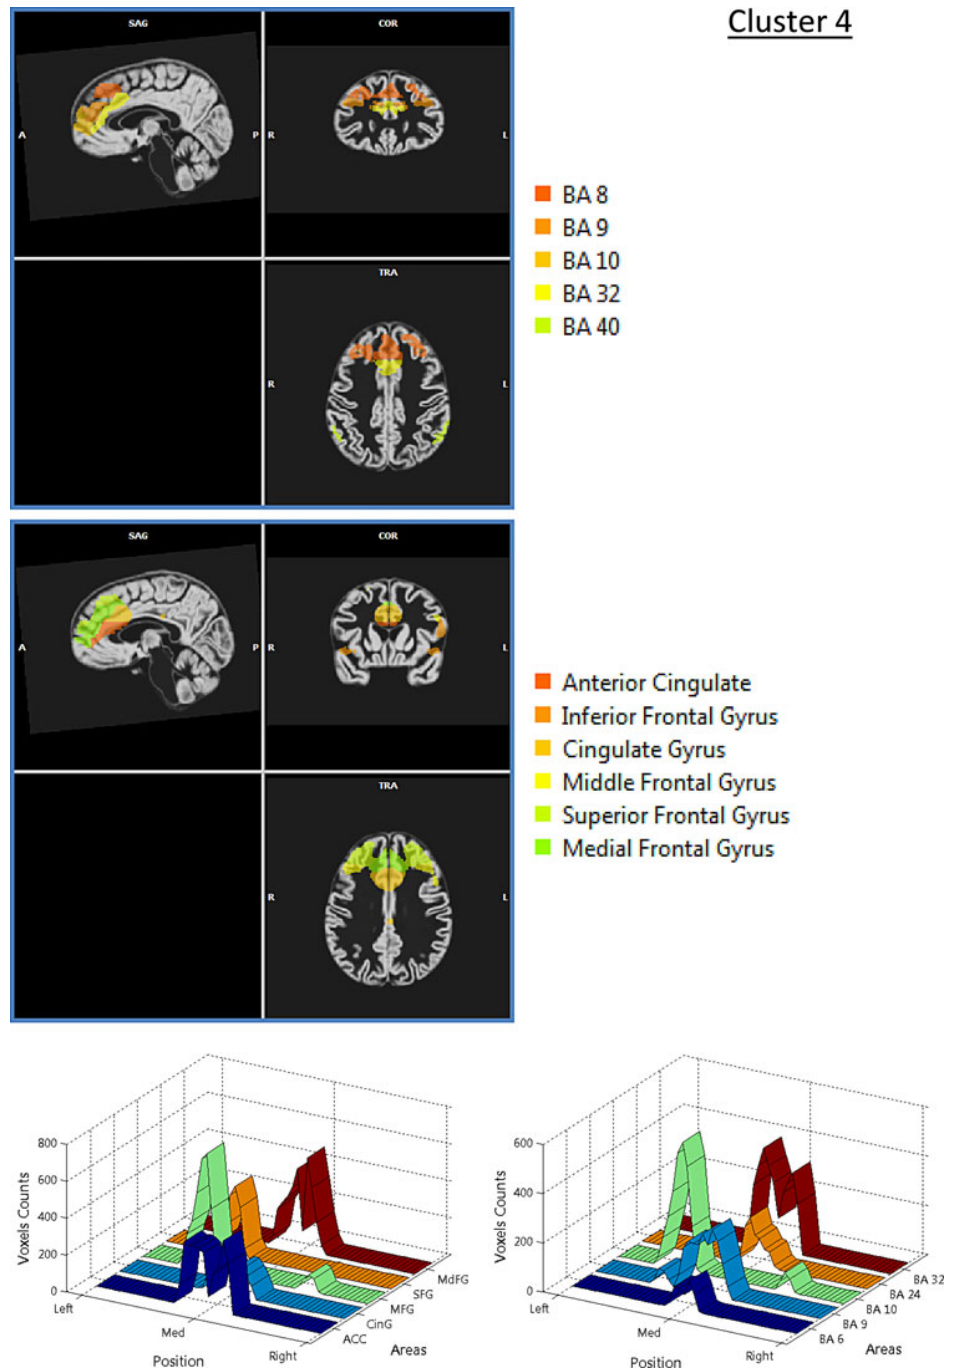 Cluster 4
SAG
COR
A
P
R
L
TRA
R
L
BA 8
BA 9
BA 10
BA 32
BA 40
SAG
COR
A
P
R
L
TRA
R
L
Anterior Cingulate
Inferior Frontal Gyrus
Cingulate Gyrus
Middle Frontal Gyrus
Superior Frontal Gyrus
Medial Frontal Gyrus
Voxels Counts
800
600
400
200
0
Left
Med
Right
Position
ACC
CinG
MFG
SFG
MdFG
Areas
Voxels Counts
600
400
200
0
Left
Med
Right
Position
BA 6
BA 9
BA 10
BA 24
BA 32
Areas